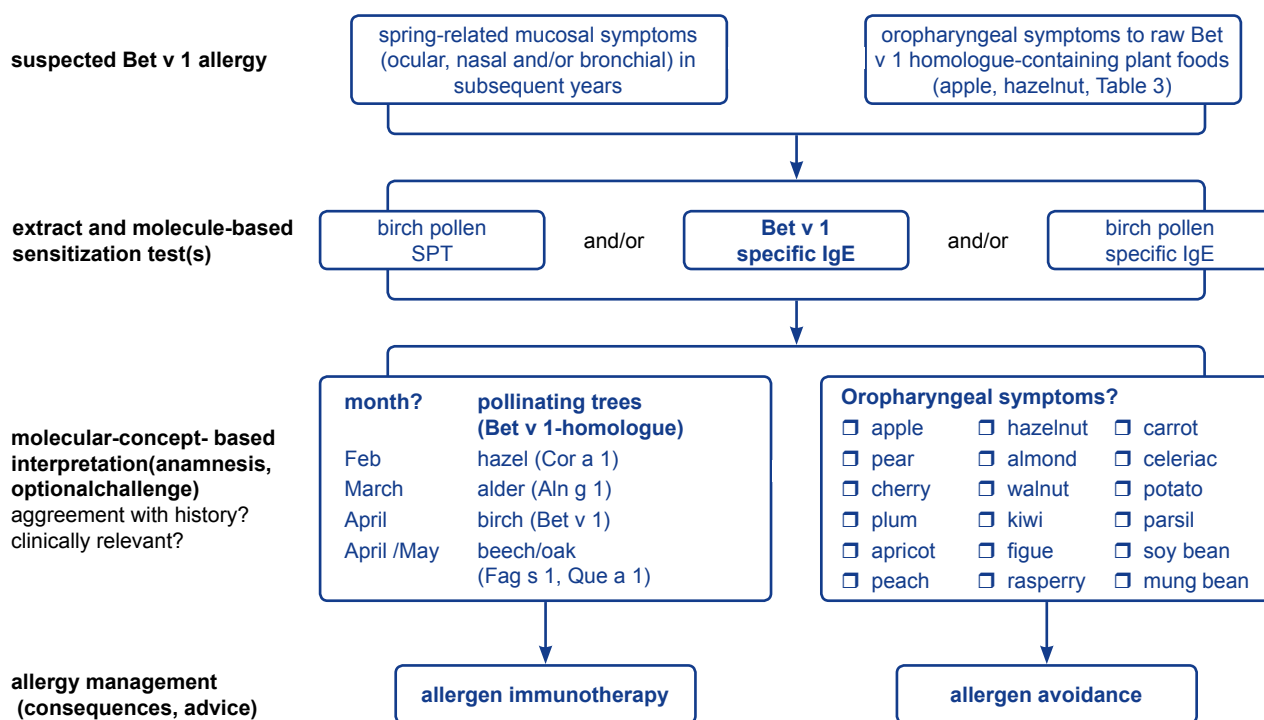 suspected Bet v 1 allergy
spring-related mucosal symptoms
(ocular, nasal and/or bronchial) in
subsequent years
oropharyngeal symptoms to raw Bet
v 1 homologue-containing plant foods
(apple, hazelnut, Table 3)
extract and molecule-based
sensitization test(s)
birch pollen
SPT
and/or
Bet v 1
specific IgE
and/or
birch pollen
specific IgE
molecular-concept- based
interpretation(anamnesis,
optionalchallenge)
aggreement with history?
clinically relevant?
month? pollinating trees
(Bet v 1-homologue)
Feb hazel (Cor a 1)
March alder (Aln g 1)
April birch (Bet v 1)
April /May beech/oak
(Fag s 1, Que a 1)
Oropharyngeal symptoms?
❐ apple ❐ hazelnut ❐ carrot
❐ pear ❐ almond ❐ celeriac
❐ cherry ❐ walnut ❐ potato
❐ plum ❐ kiwi ❐ parsil
❐ apricot ❐ figue ❐ soy bean
❐ peach ❐ rasperry ❐ mung bean
allergy management
(consequences, advice)
allergen immunotherapy
allergen avoidance